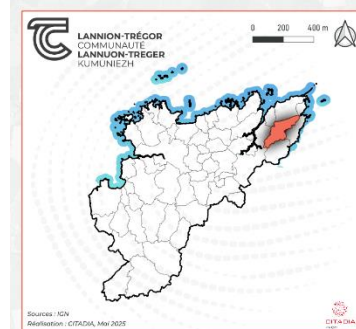 LANNION-TRÉGOR
COMMUNAUTÉ
LANNUON-TREGER
KUMUNIEZH
0 200 400 m
Sources : IGN
Réalisation : CITADIA, Mai 2025
CITADIA